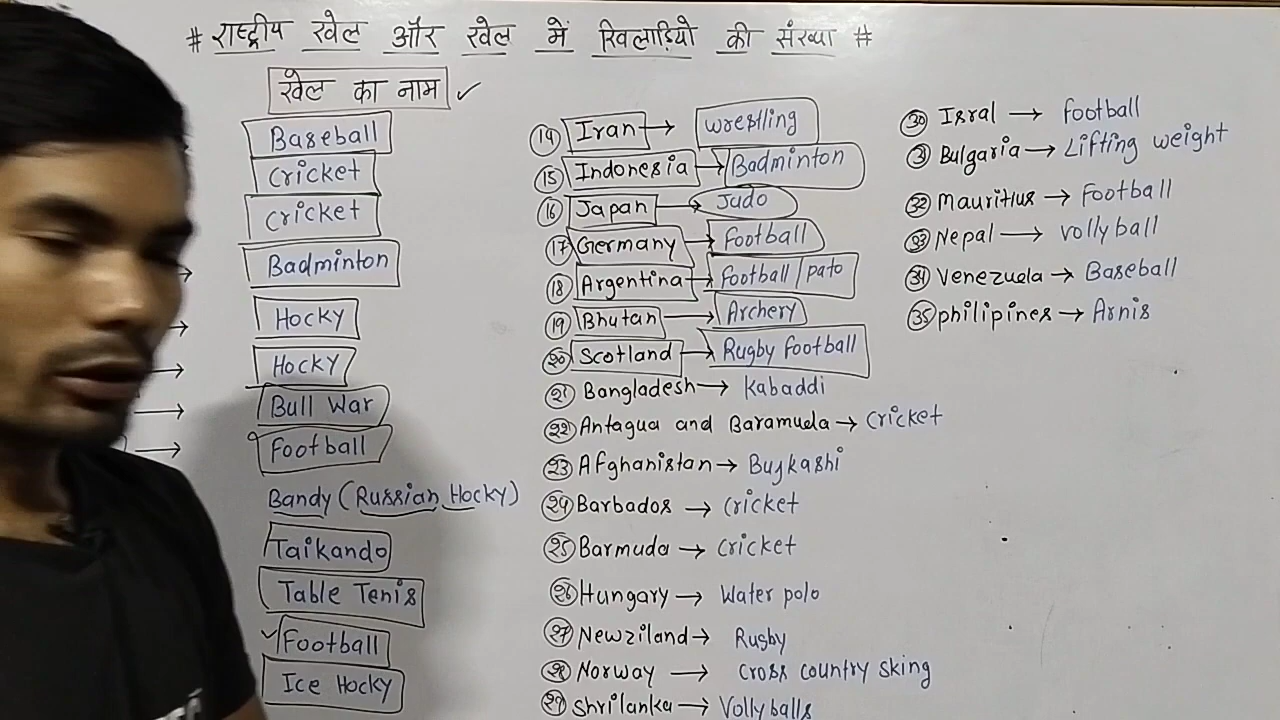 # राष्ट्रीय खेल और खेल में खिलाड़ियो की संख्या #
खेल का नाम ✓
Baseball
Cricket
Cricket
Badminton
→ Hocky
→ Hocky
→ Bull War
→ Football
Bandy (Russian Hocky)
Taikando
Table Tenis
✓ Football
Ice Hocky
14 Iran → wrestling
15 Indonesia → Badminton
16 Japan → Judo
17 Germany → Football
18 Argentina → Football/pato
19 Bhutan → Archery
20 Scotland → Rugby football
21 Bangladesh → Kabaddi
22 Antagua and Baramuda → Cricket
23 Afghanistan → Buzkashi
24 Barbados → Cricket
25 Barmuda → Cricket
26 Hungary → Water polo
27 Newziland → Rugby
28 Norway → Cross country sking
29 Shrilanka → Vollyballs
30 Isral → football
31 Bulgaria → Lifting weight
32 Mauritius → Football
33 Nepal → vollyball
34 Venezuela → Baseball
35 philipines → Arnis